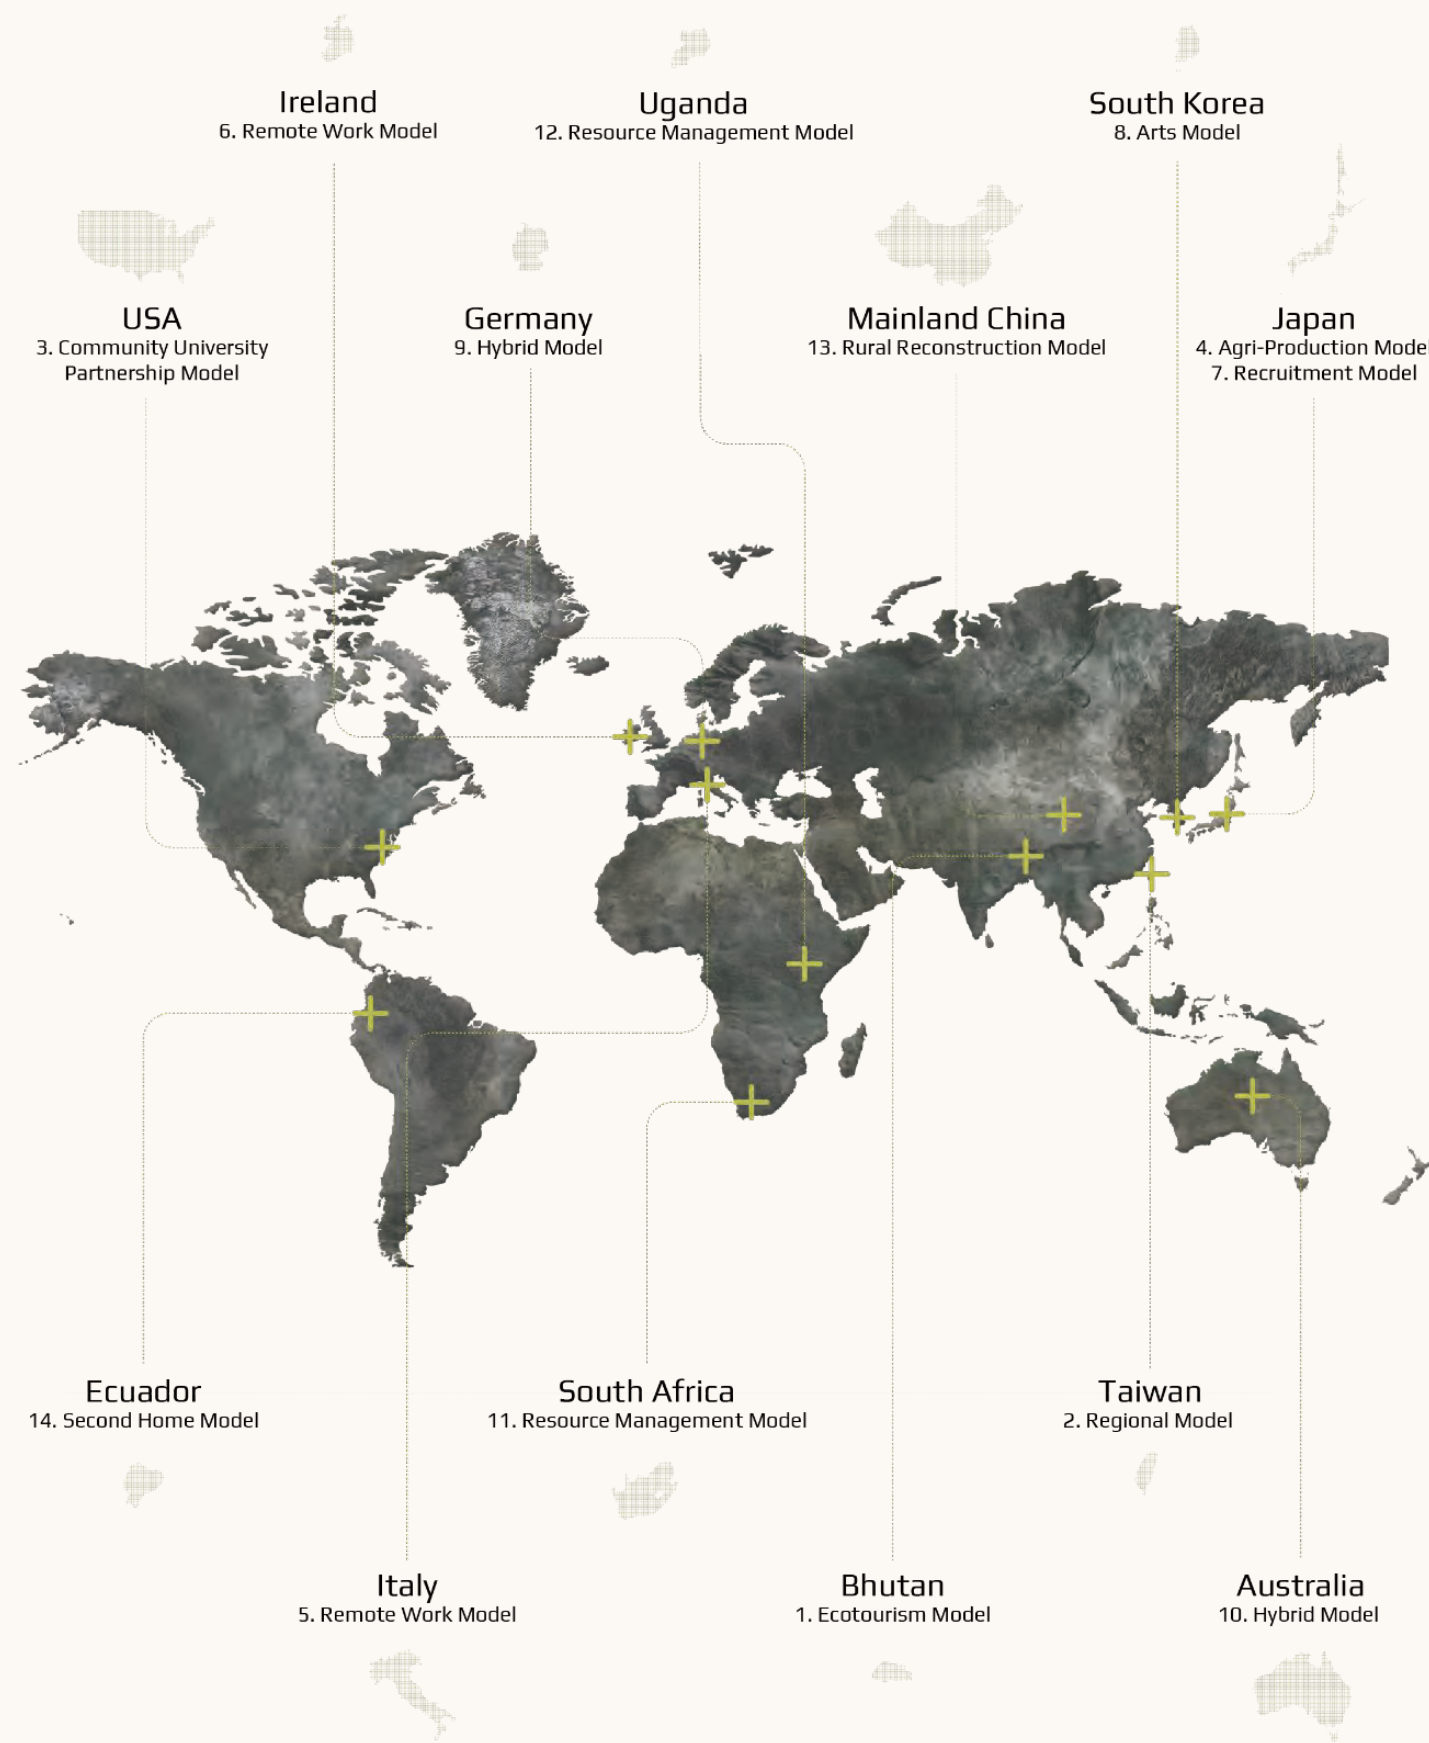 Ireland
6. Remote Work Model
Uganda
12. Resource Management Model
South Korea
8. Arts Model
USA
3. Community University
Partnership Model
Germany
9. Hybrid Model
Mainland China
13. Rural Reconstruction Model
Japan
4. Agri-Production Model
7. Recruitment Model
Ecuador
14. Second Home Model
South Africa
11. Resource Management Model
Taiwan
2. Regional Model
Italy
5. Remote Work Model
Bhutan
1. Ecotourism Model
Australia
10. Hybrid Model